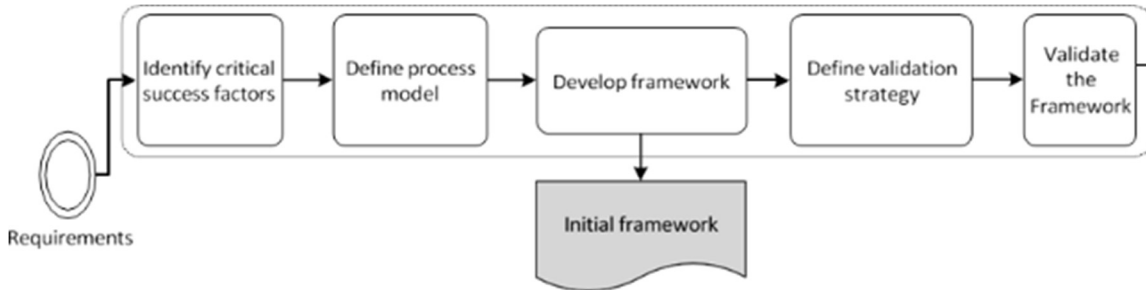 Identify critical
success factors
Define process
model
Develop framework
Define validation
strategy
Validate
the
Framework
Initial framework
Requirements